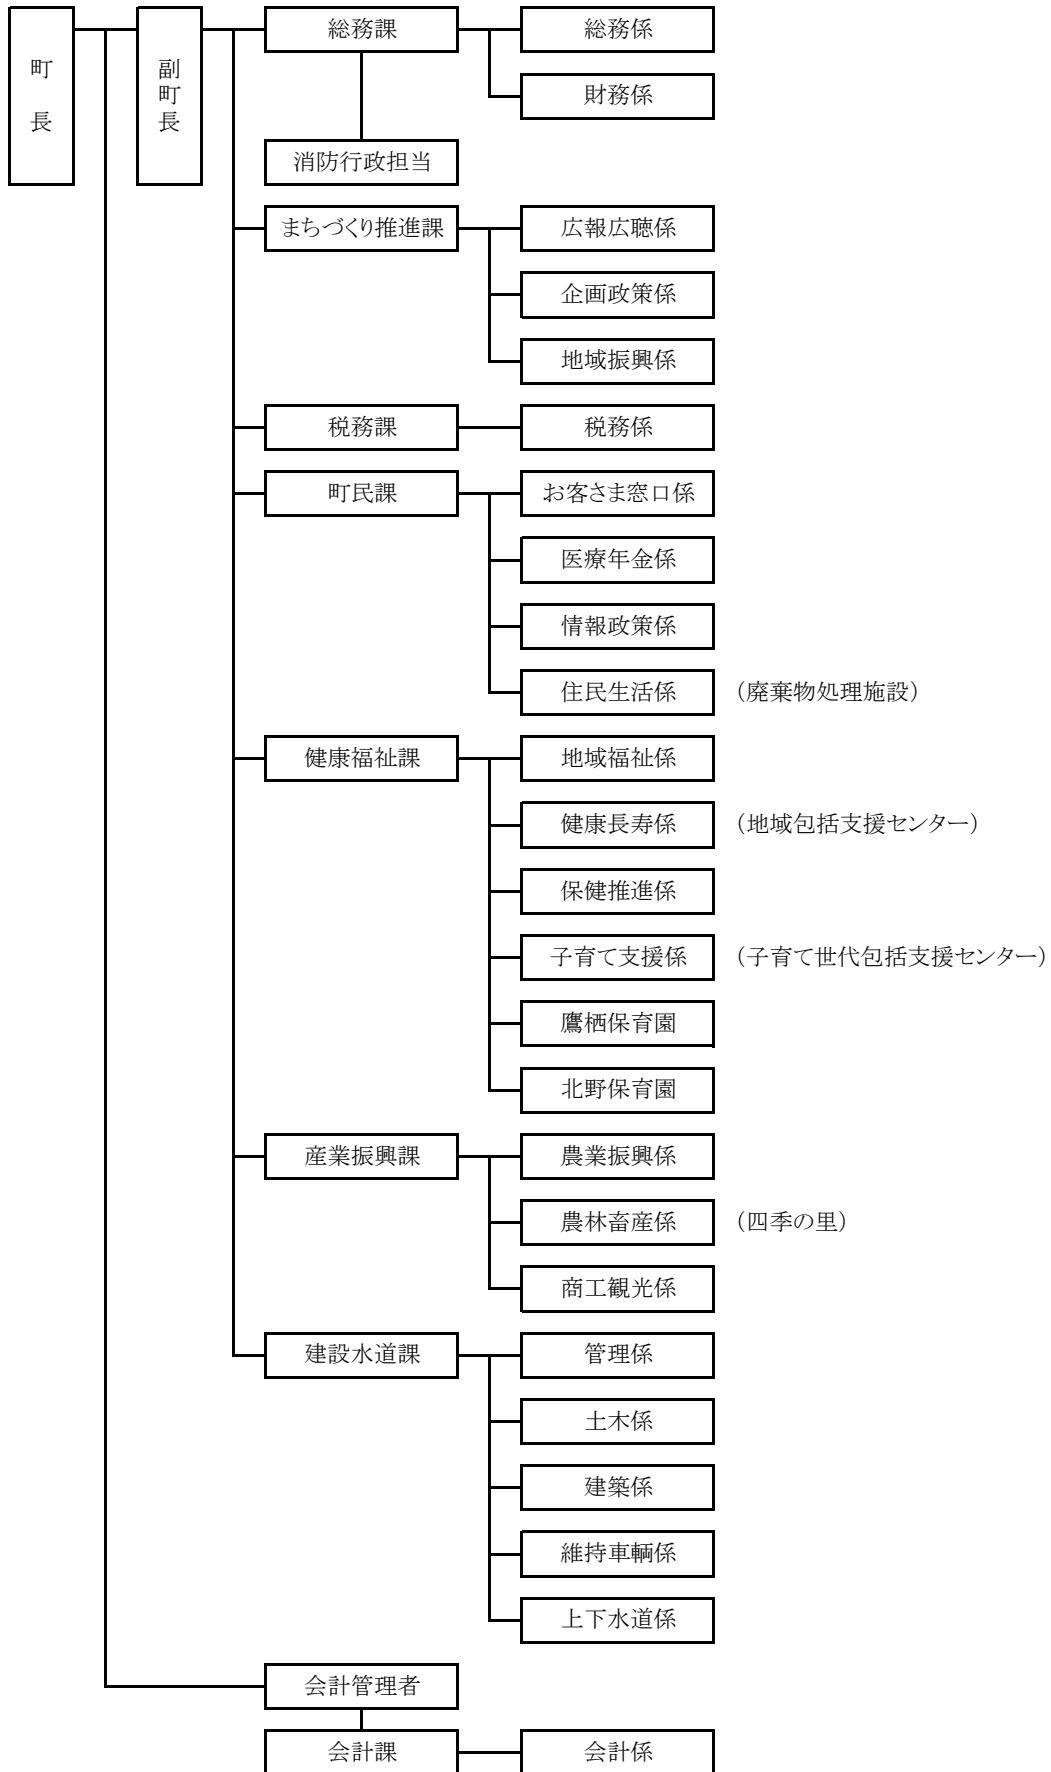 町長
副町長
総務課
総務係
財務係
消防行政担当
まちづくり推進課
広報広聴係
企画政策係
地域振興係
税務課
税務係
町民課
お客さま窓口係
医療年金係
情報政策係
住民生活係
（廃棄物処理施設）
健康福祉課
地域福祉係
健康長寿係
（地域包括支援センター）
保健推進係
子育て支援係
（子育て世代包括支援センター）
鷹栖保育園
北野保育園
産業振興課
農業振興係
農林畜産係
（四季の里）
商工観光係
建設水道課
管理係
土木係
建築係
維持車輌係
上下水道係
会計管理者
会計課
会計係